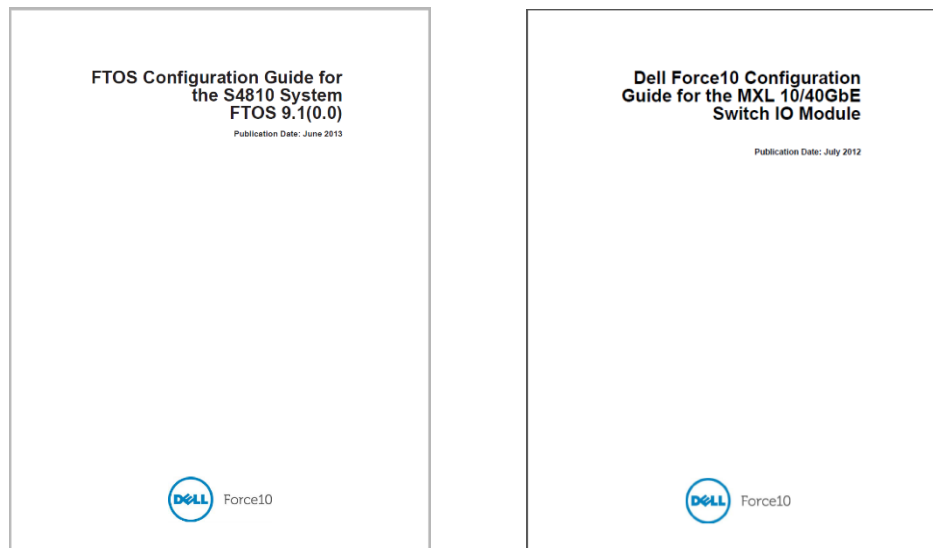 FTOS Configuration Guide for
the S4810 System
FTOS 9.1(0.0)
Publication Date: June 2013
DELL Force10
Dell Force10 Configuration
Guide for the MXL 10/40GbE
Switch IO Module
Publication Date: July 2012
DELL Force10